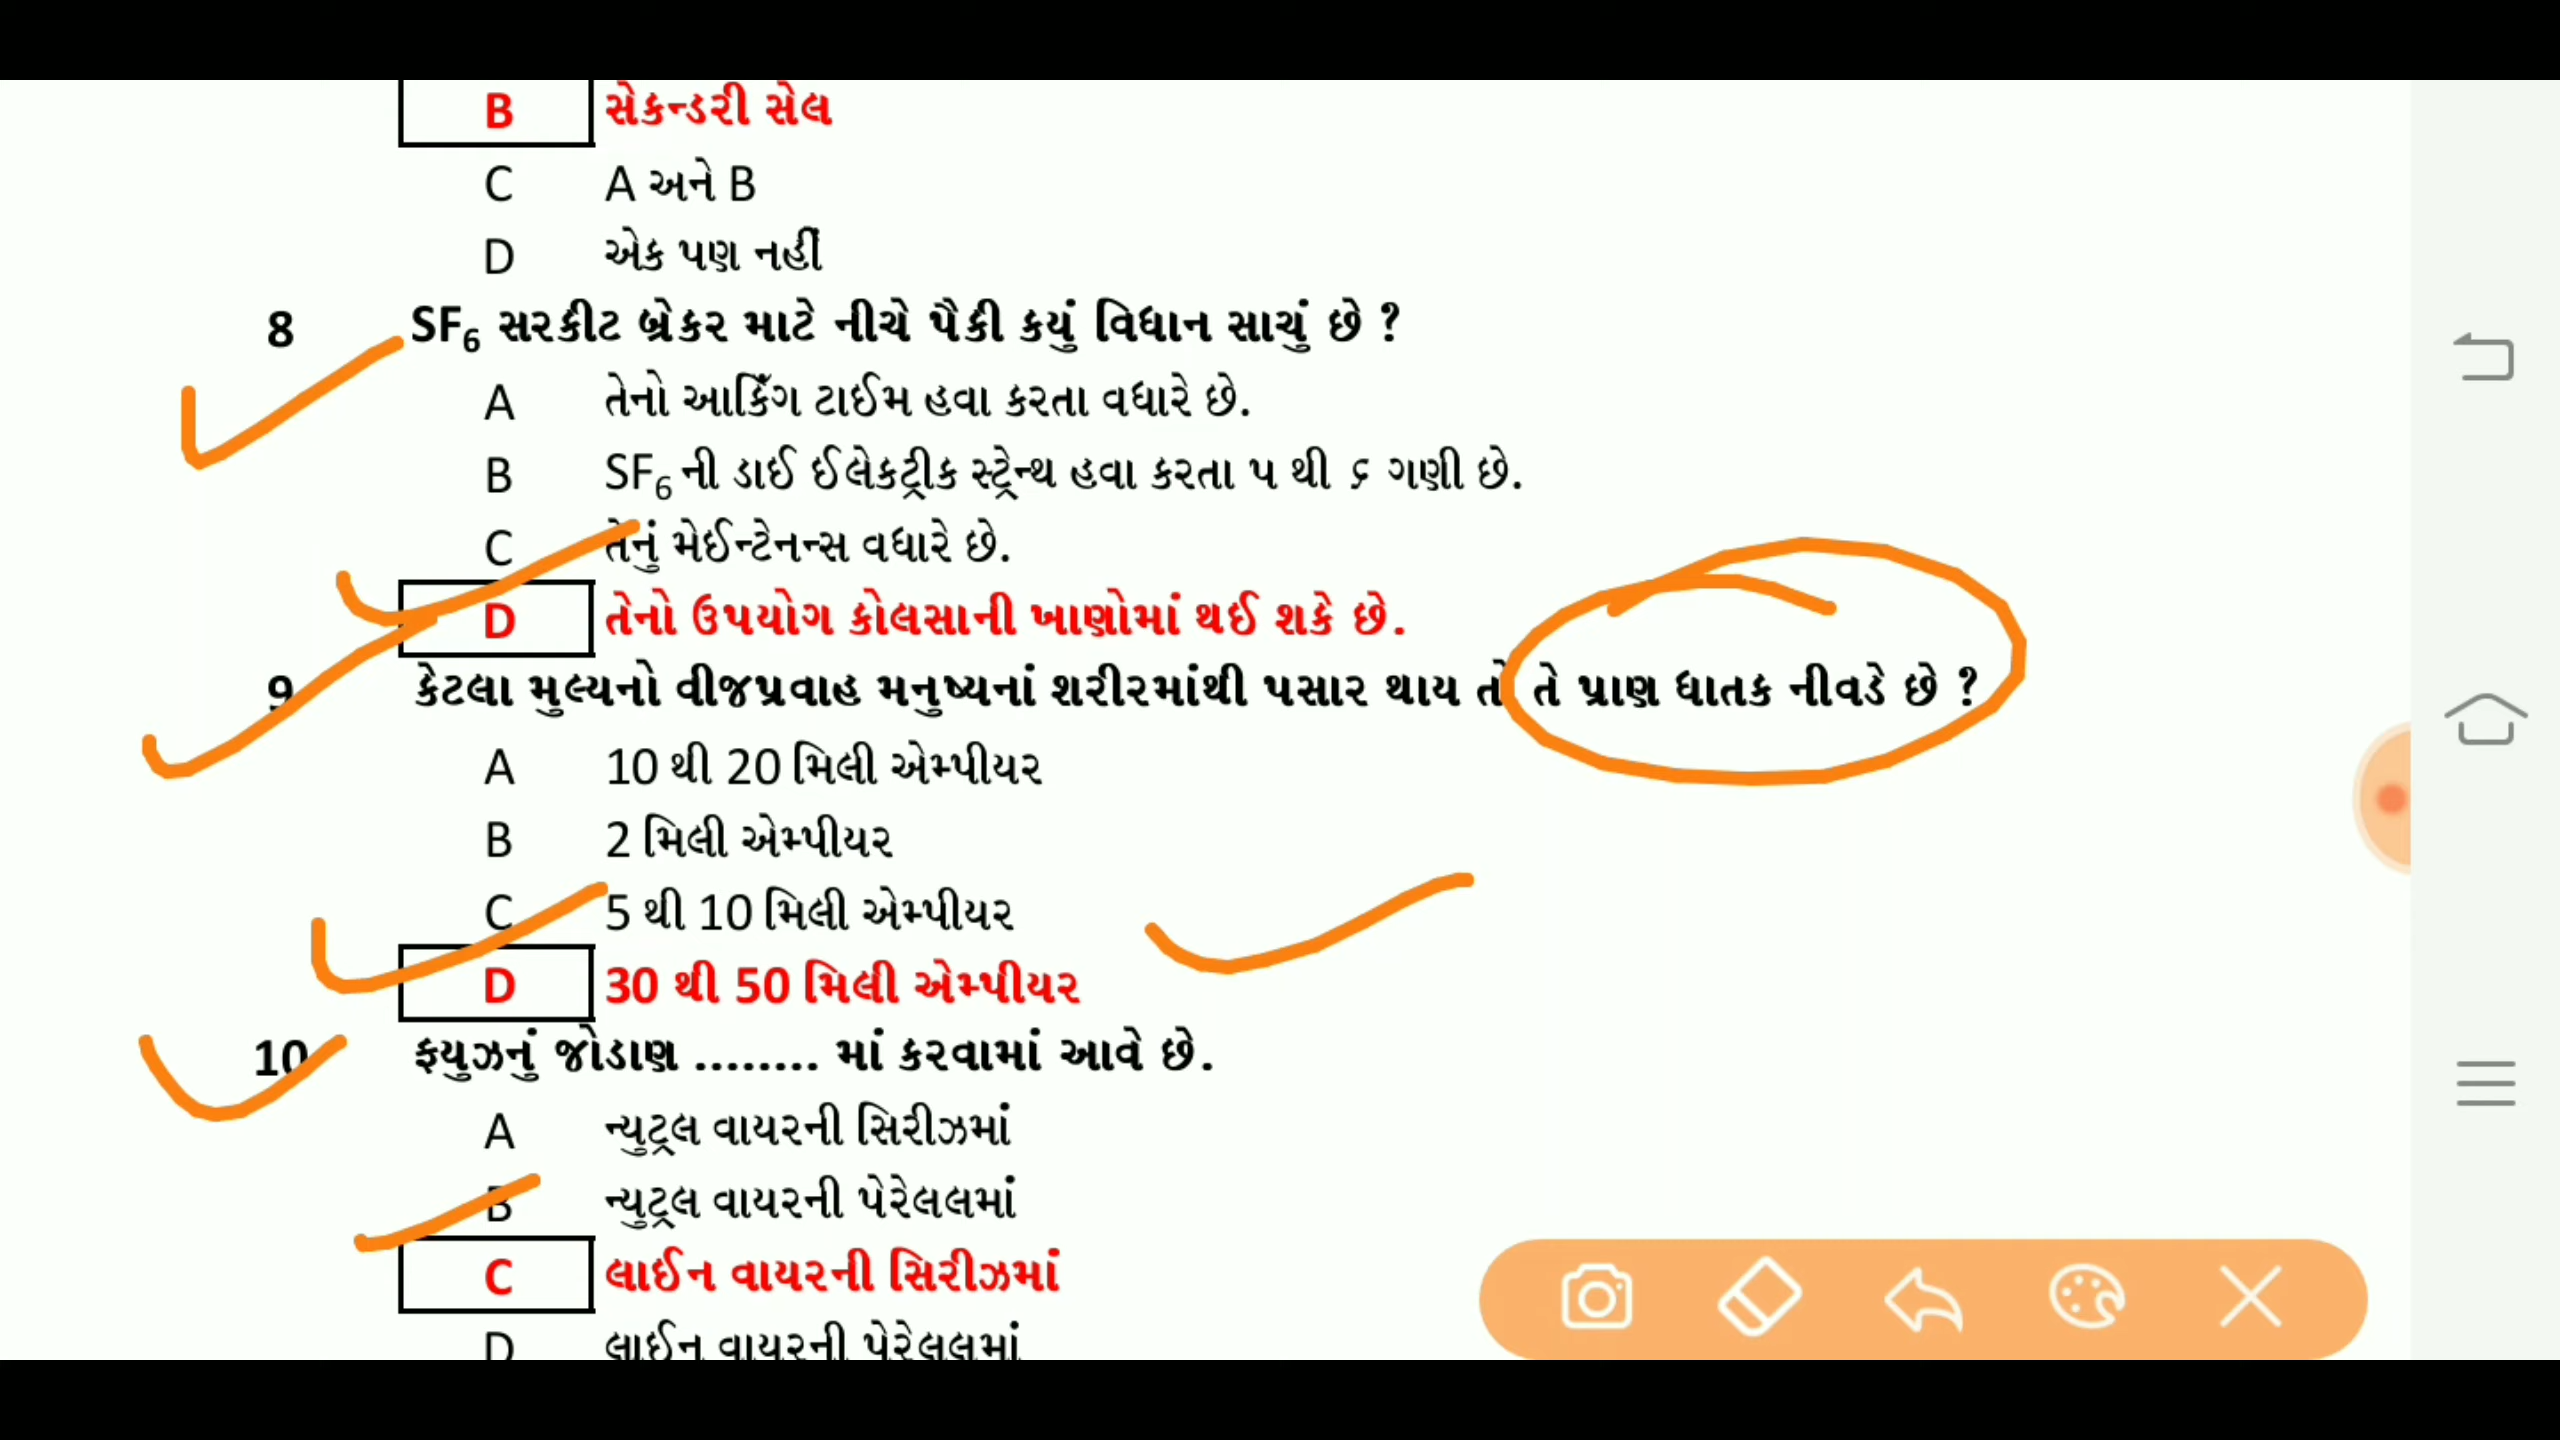 B સેકન્ડરી સેલ
C A અને B
D એક પણ નહીં
8 SF₆ સરકીટ બ્રેકર માટે નીચે પૈકી કયું વિધાન સાચું છે ?
A તેનો આર્કિંગ ટાઈમ હવા કરતા વધારે છે.
B SF₆ ની ડાઈ ઈલેકટ્રીક સ્ટ્રેન્થ હવા કરતા ૫ થી ૬ ગણી છે.
C તેનું મેઈન્ટેનન્સ વધારે છે.
D તેનો ઉપયોગ કોલસાની ખાણોમાં થઈ શકે છે.
9 કેટલા મુલ્યનો વીજપ્રવાહ મનુષ્યનાં શરીરમાંથી પસાર થાય તો તે પ્રાણ ઘાતક નીવડે છે ?
A 10 થી 20 મિલી એમ્પીયર
B 2 મિલી એમ્પીયર
C 5 થી 10 મિલી એમ્પીયર
D 30 થી 50 મિલી એમ્પીયર
10 ફયુઝનું જોડાણ ........ માં કરવામાં આવે છે.
A ન્યુટ્રલ વાયરની સિરીઝમાં
B ન્યુટ્રલ વાયરની પેરેલલમાં
C લાઈન વાયરની સિરીઝમાં
D લાઈન વાયરની પેરેલલમાં